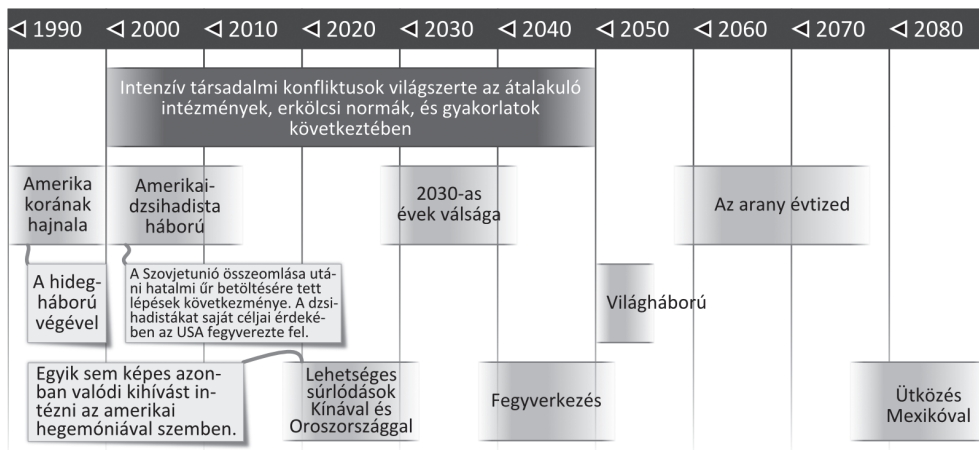 ◁ 1990 ◁ 2000 ◁ 2010 ◁ 2020 ◁ 2030 ◁ 2040 ◁ 2050 ◁ 2060 ◁ 2070 ◁ 2080
Intenzív társadalmi konfliktusok világszerte az átalakuló
intézmények, erkölcsi normák, és gyakorlatok
következtében
Amerika
korának
hajnala
Amerikai-
dzsihadista
háború
2030-as
évek válsága
Az arany évtized
A hideg-
háború
végével
A Szovjetunió összeomlása utá-
ni hatalmi űr betöltésére tett
lépések következménye. A dzsi-
hadistákat saját céljai érdeké-
ben az USA fegyverezte fel.
Világháború
Egyik sem képes azon-
ban valódi kihívást in-
tézni az amerikai
hegemóniával szemben.
Lehetséges
súrlódások
Kínával és
Oroszországgal
Fegyverkezés
Ütközés
Mexikóval